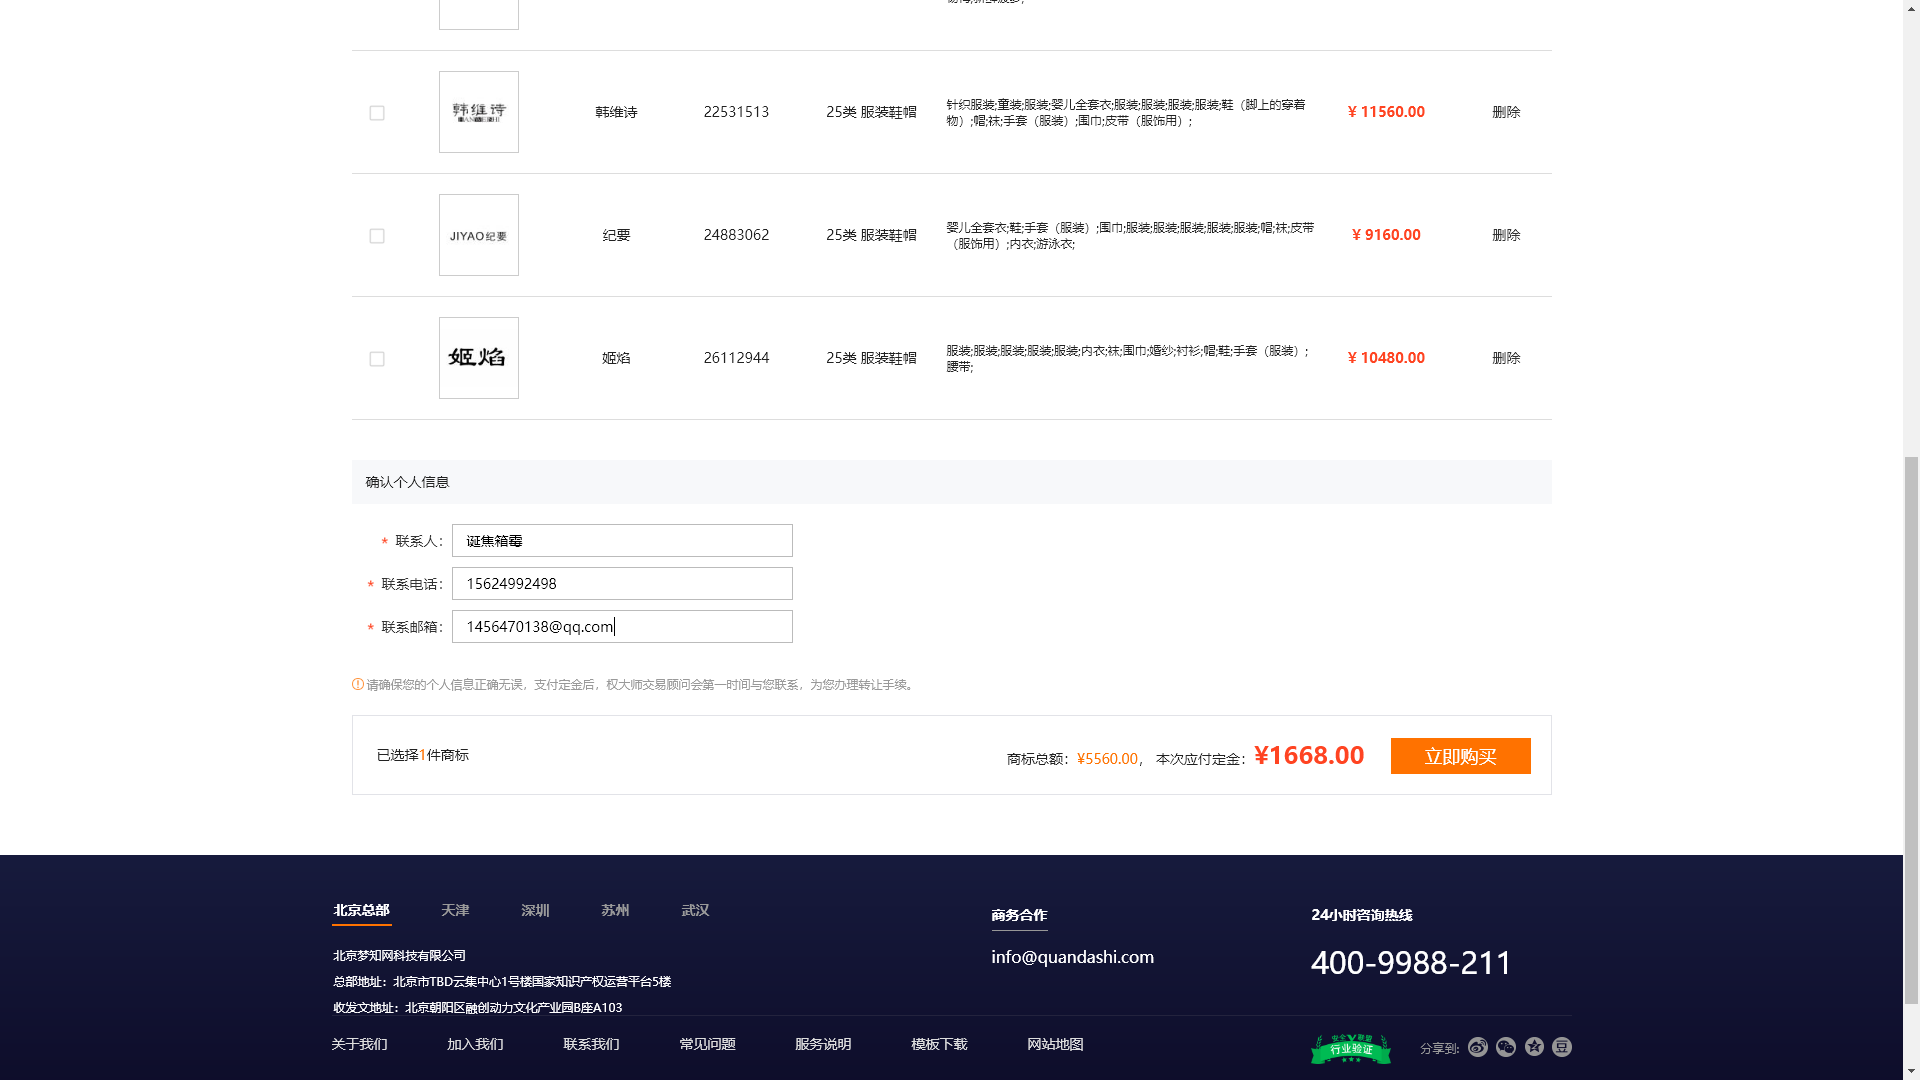 韩维诗
韩维诗 22531513 25类 服装鞋帽 针织服装;童装;服装;婴儿全套衣;服装;服装;服装;服装;鞋（脚上的穿着
物）;帽;袜;手套（服装）;围巾;皮带（服饰用）; ¥ 11560.00 删除
JIYAO纪要
纪要 24883062 25类 服装鞋帽 婴儿全套衣;鞋;手套（服装）;围巾;服装;服装;服装;服装;服装;帽;袜;皮带
（服饰用）;内衣;游泳衣; ¥ 9160.00 删除
姬焰
姬焰 26112944 25类 服装鞋帽 服装;服装;服装;服装;服装;内衣;袜;围巾;婚纱;衬衫;帽;鞋;手套（服装）;
腰带; ¥ 10480.00 删除
确认个人信息
* 联系人： 诞焦箱霉
* 联系电话： 15624992498
* 联系邮箱： 1456470138@qq.com
请确保您的个人信息正确无误，支付定金后，权大师交易顾问会第一时间与您联系，为您办理转让手续。
已选择1件商标 商标总额：¥5560.00， 本次应付定金：¥1668.00 立即购买
北京总部 天津 深圳 苏州 武汉
北京梦知网科技有限公司
总部地址：北京市TBD云集中心1号楼国家知识产权运营平台5楼
收发文地址：北京朝阳区融创动力文化产业园B座A103
商务合作
info@quandashi.com
24小时咨询热线
400-9988-211
关于我们 加入我们 联系我们 常见问题 服务说明 模板下载 网站地图
安全联盟
行业验证
分享到: